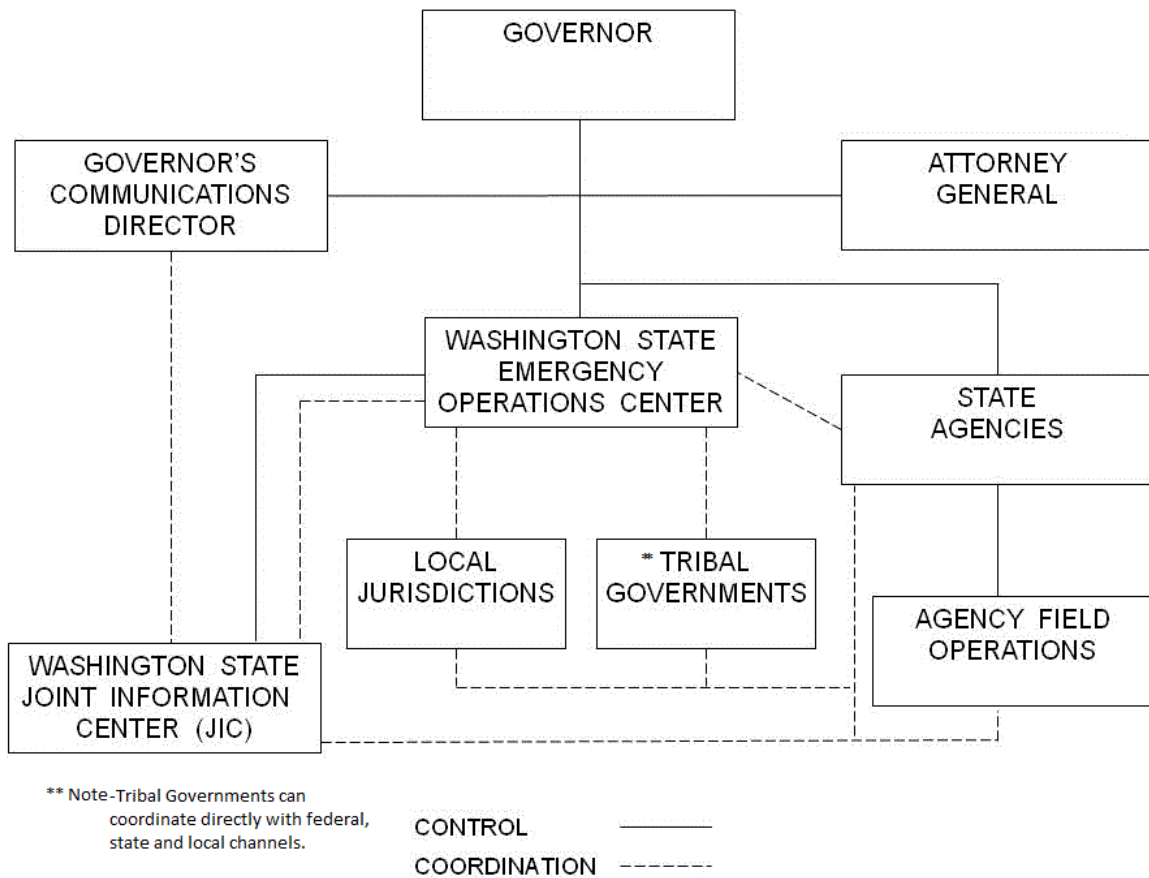 GOVERNOR
GOVERNOR'S
COMMUNICATIONS
DIRECTOR
ATTORNEY
GENERAL
WASHINGTON STATE
EMERGENCY
OPERATIONS CENTER
STATE
AGENCIES
LOCAL
JURISDICTIONS
** TRIBAL
GOVERNMENTS
AGENCY FIELD
OPERATIONS
WASHINGTON STATE
JOINT INFORMATION
CENTER (JIC)
** Note-Tribal Governments can
coordinate directly with federal,
state and local channels.
CONTROL
COORDINATION